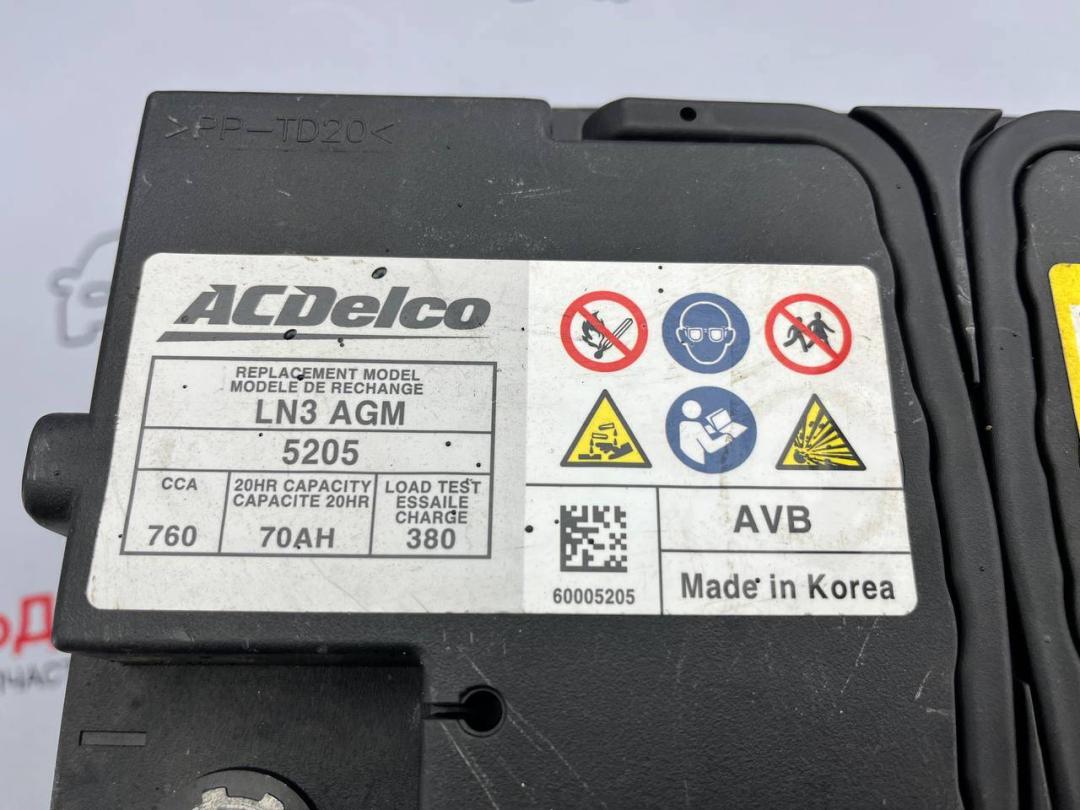 >PP-TD20<
ACDelco
REPLACEMENT MODEL
MODELE DE RECHANGE
LN3 AGM
5205
CCA
760
20HR CAPACITY
CAPACITE 20HR
70AH
LOAD TEST
ESSAILE
CHARGE
380
60005205
AVB
Made in Korea